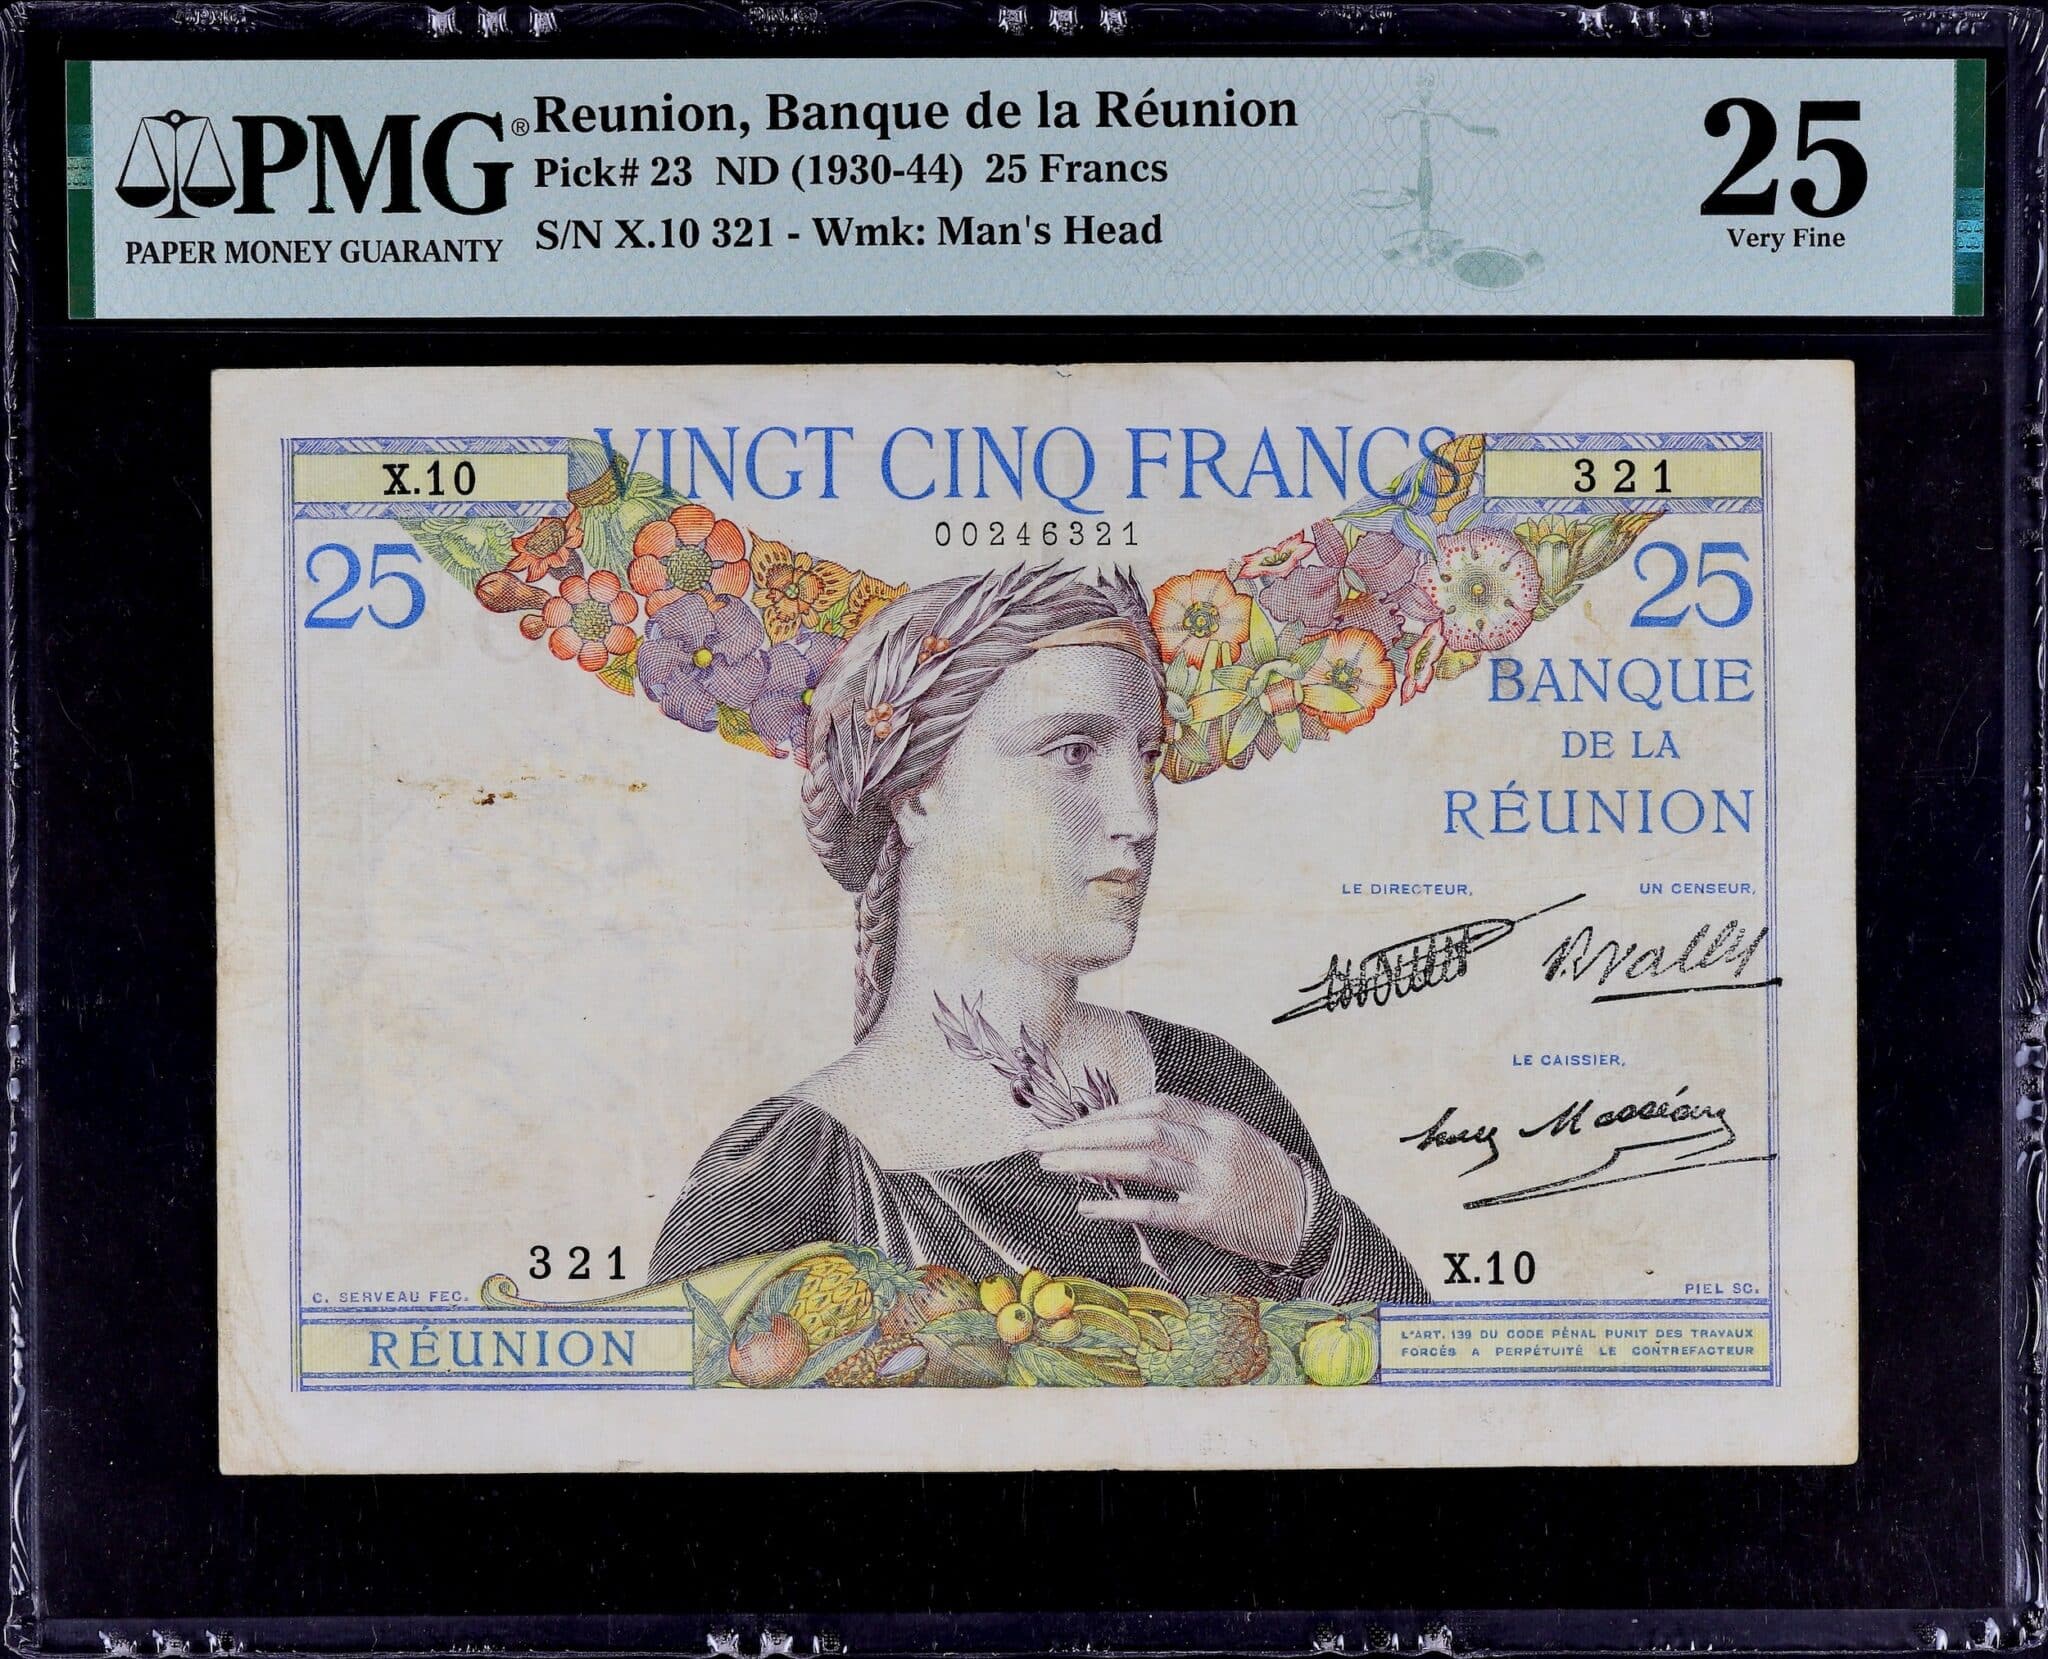 PMG®
PAPER MONEY GUARANTY
Reunion, Banque de la Réunion
Pick# 23 ND (1930-44) 25 Francs
S/N X.10 321 - Wmk: Man's Head
25
Very Fine
VINGT CINQ FRANCS
X.10
321
00246321
25
25
BANQUE
DE LA
RÉUNION
LE DIRECTEUR,
UN CENSEUR,
LE CAISSIER,
321
X.10
C. SERVEAU FEC.
PIEL SC.
RÉUNION
L'ART. 139 DU CODE PÉNAL PUNIT DES TRAVAUX
FORCÉS A PERPÉTUITÉ LE CONTREFACTEUR